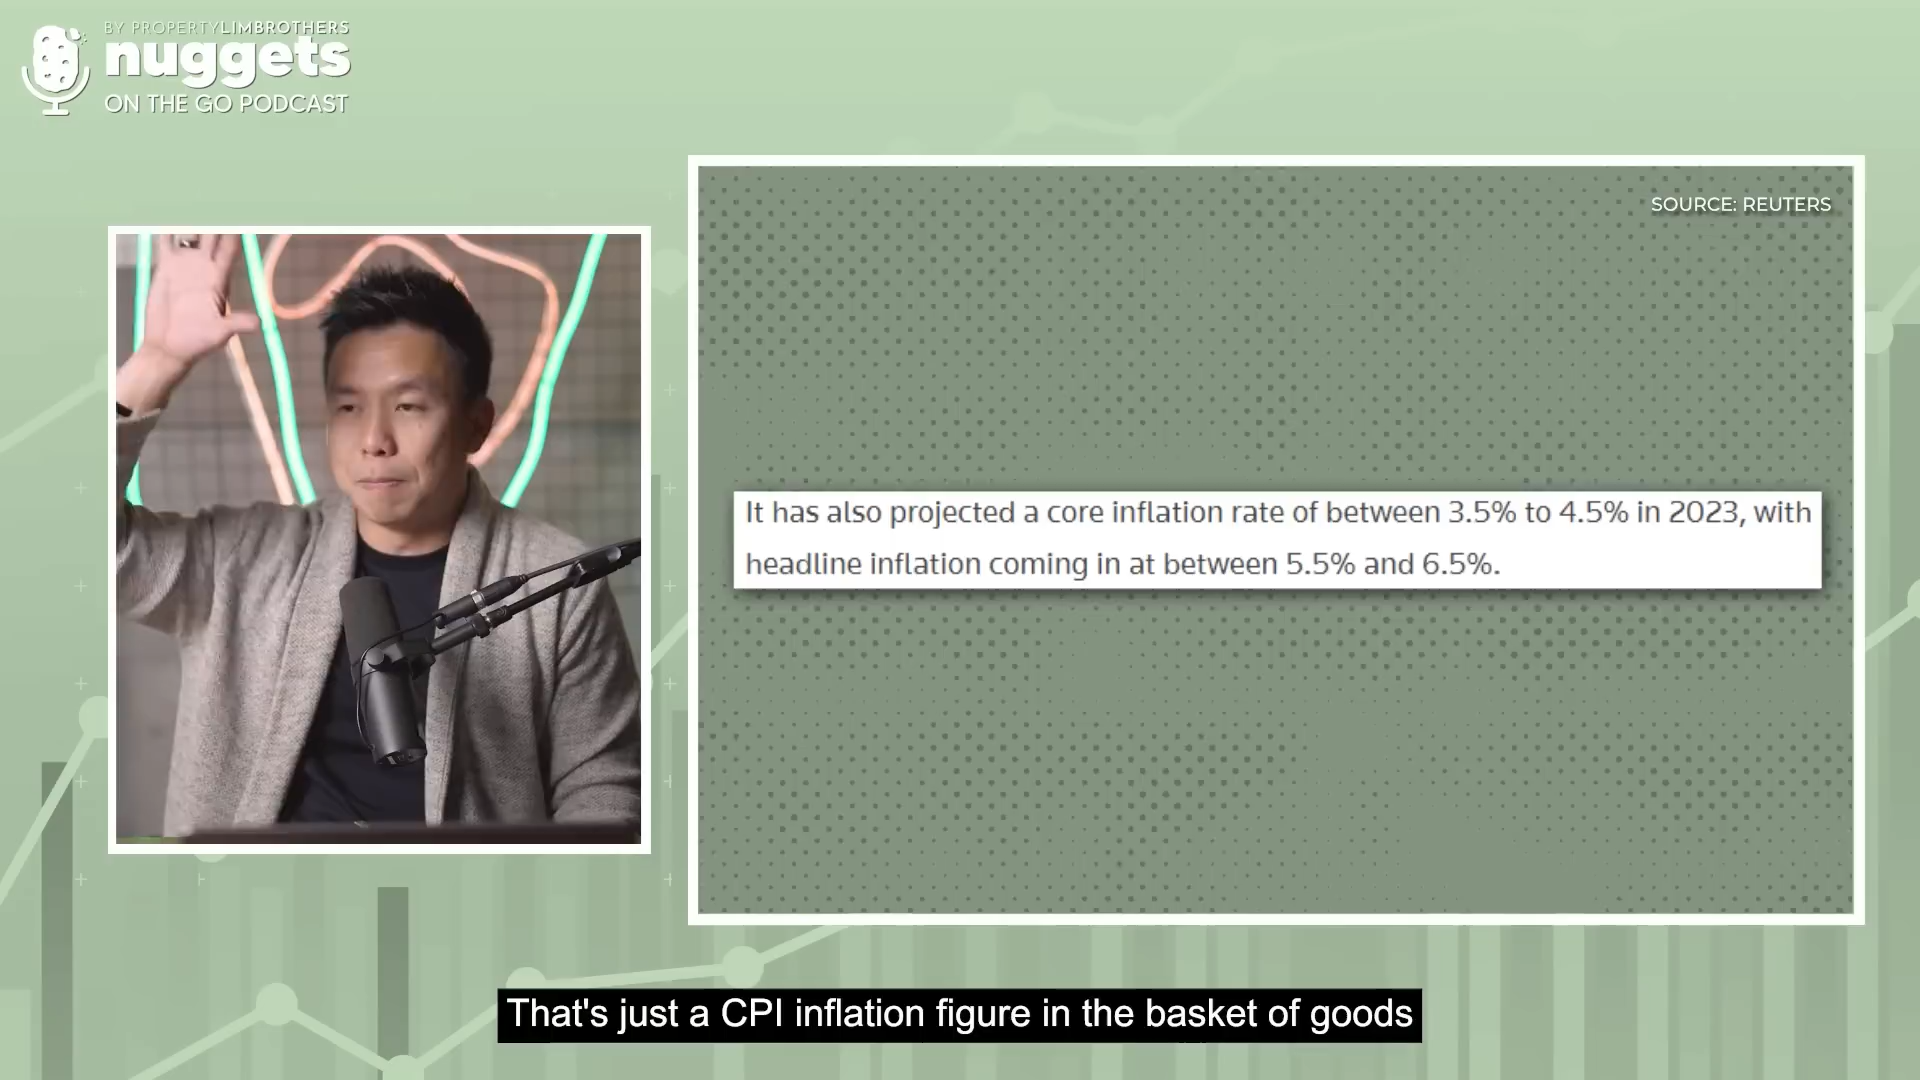 BY PROPERTYLIMBROTHERS
nuggets
ON THE GO PODCAST
SOURCE: REUTERS
It has also projected a core inflation rate of between 3.5% to 4.5% in 2023, with
headline inflation coming in at between 5.5% and 6.5%.
That's just a CPI inflation figure in the basket of goods